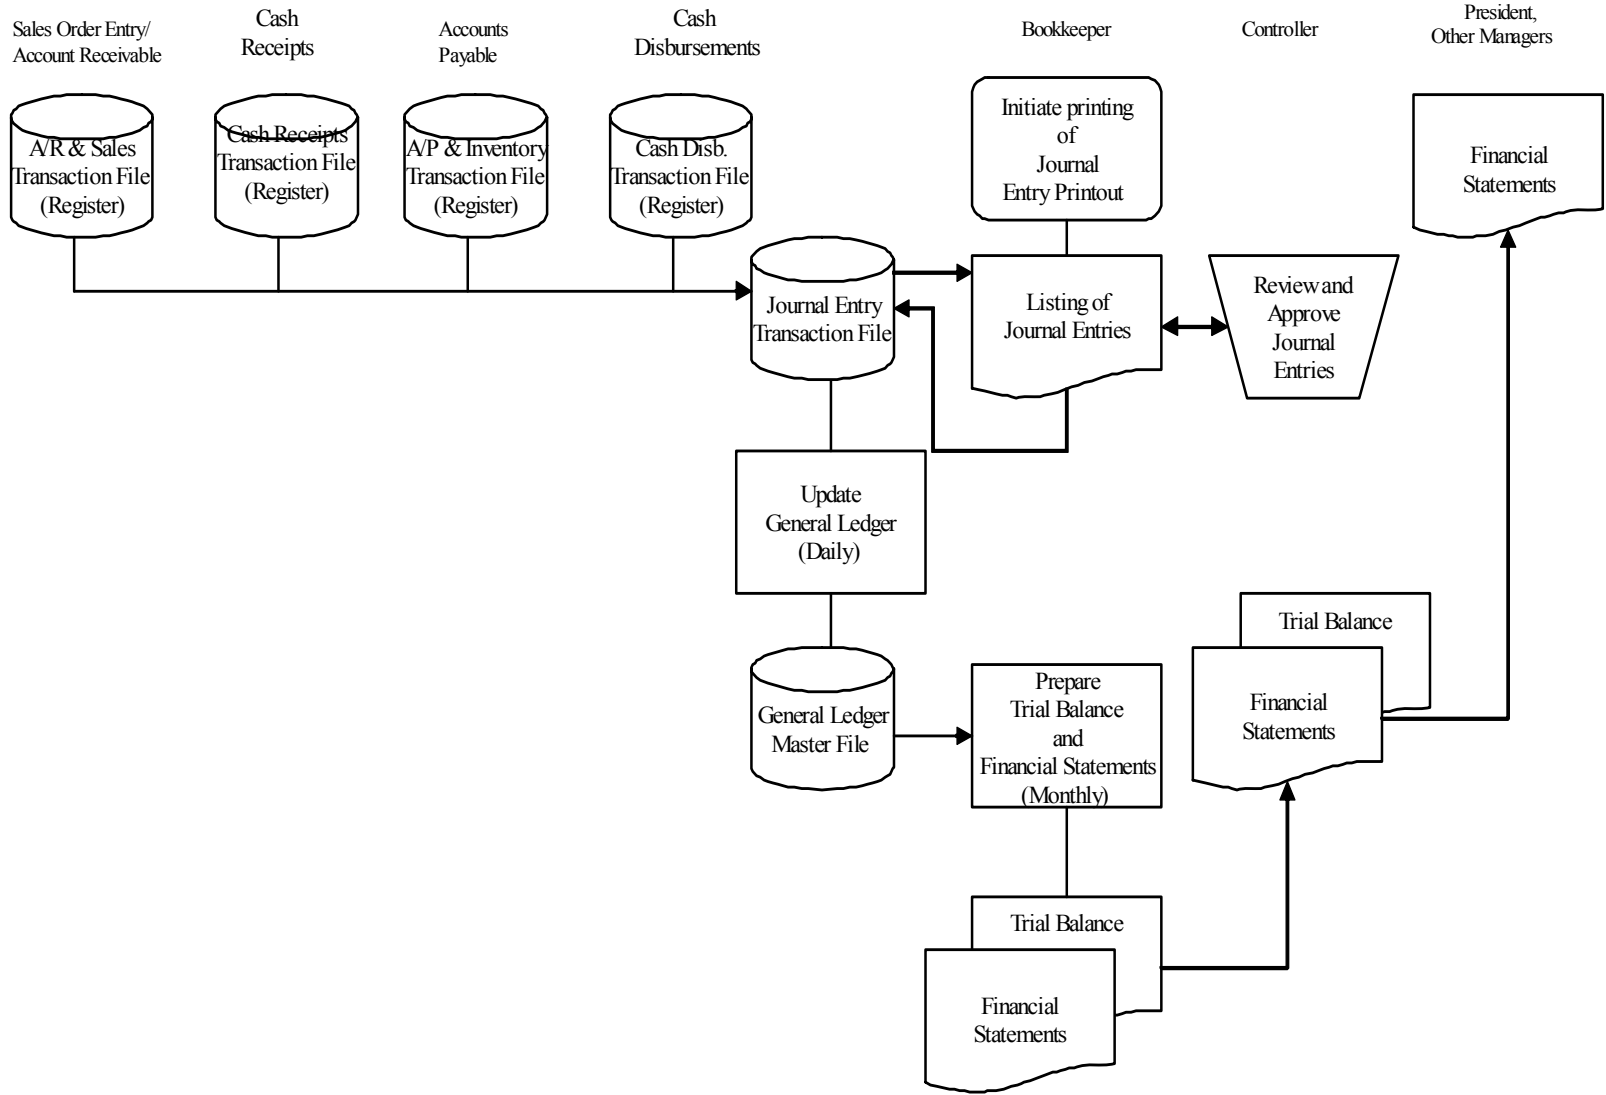 Sales Order Entry/
Account Receivable
Cash
Receipts
Accounts
Payable
Cash
Disbursements
Bookkeeper
Controller
President,
Other Managers
A/R & Sales
Transaction File
(Register)
Cash Receipts
Transaction File
(Register)
A/P & Inventory
Transaction File
(Register)
Cash Disb.
Transaction File
(Register)
Initiate printing
of
Journal
Entry Printout
Financial
Statements
Journal Entry
Transaction File
Listing of
Journal Entries
Review and
Approve
Journal
Entries
Update
General Ledger
(Daily)
General Ledger
Master File
Prepare
Trial Balance
and
Financial Statements
(Monthly)
Trial Balance
Financial
Statements
Trial Balance
Financial
Statements